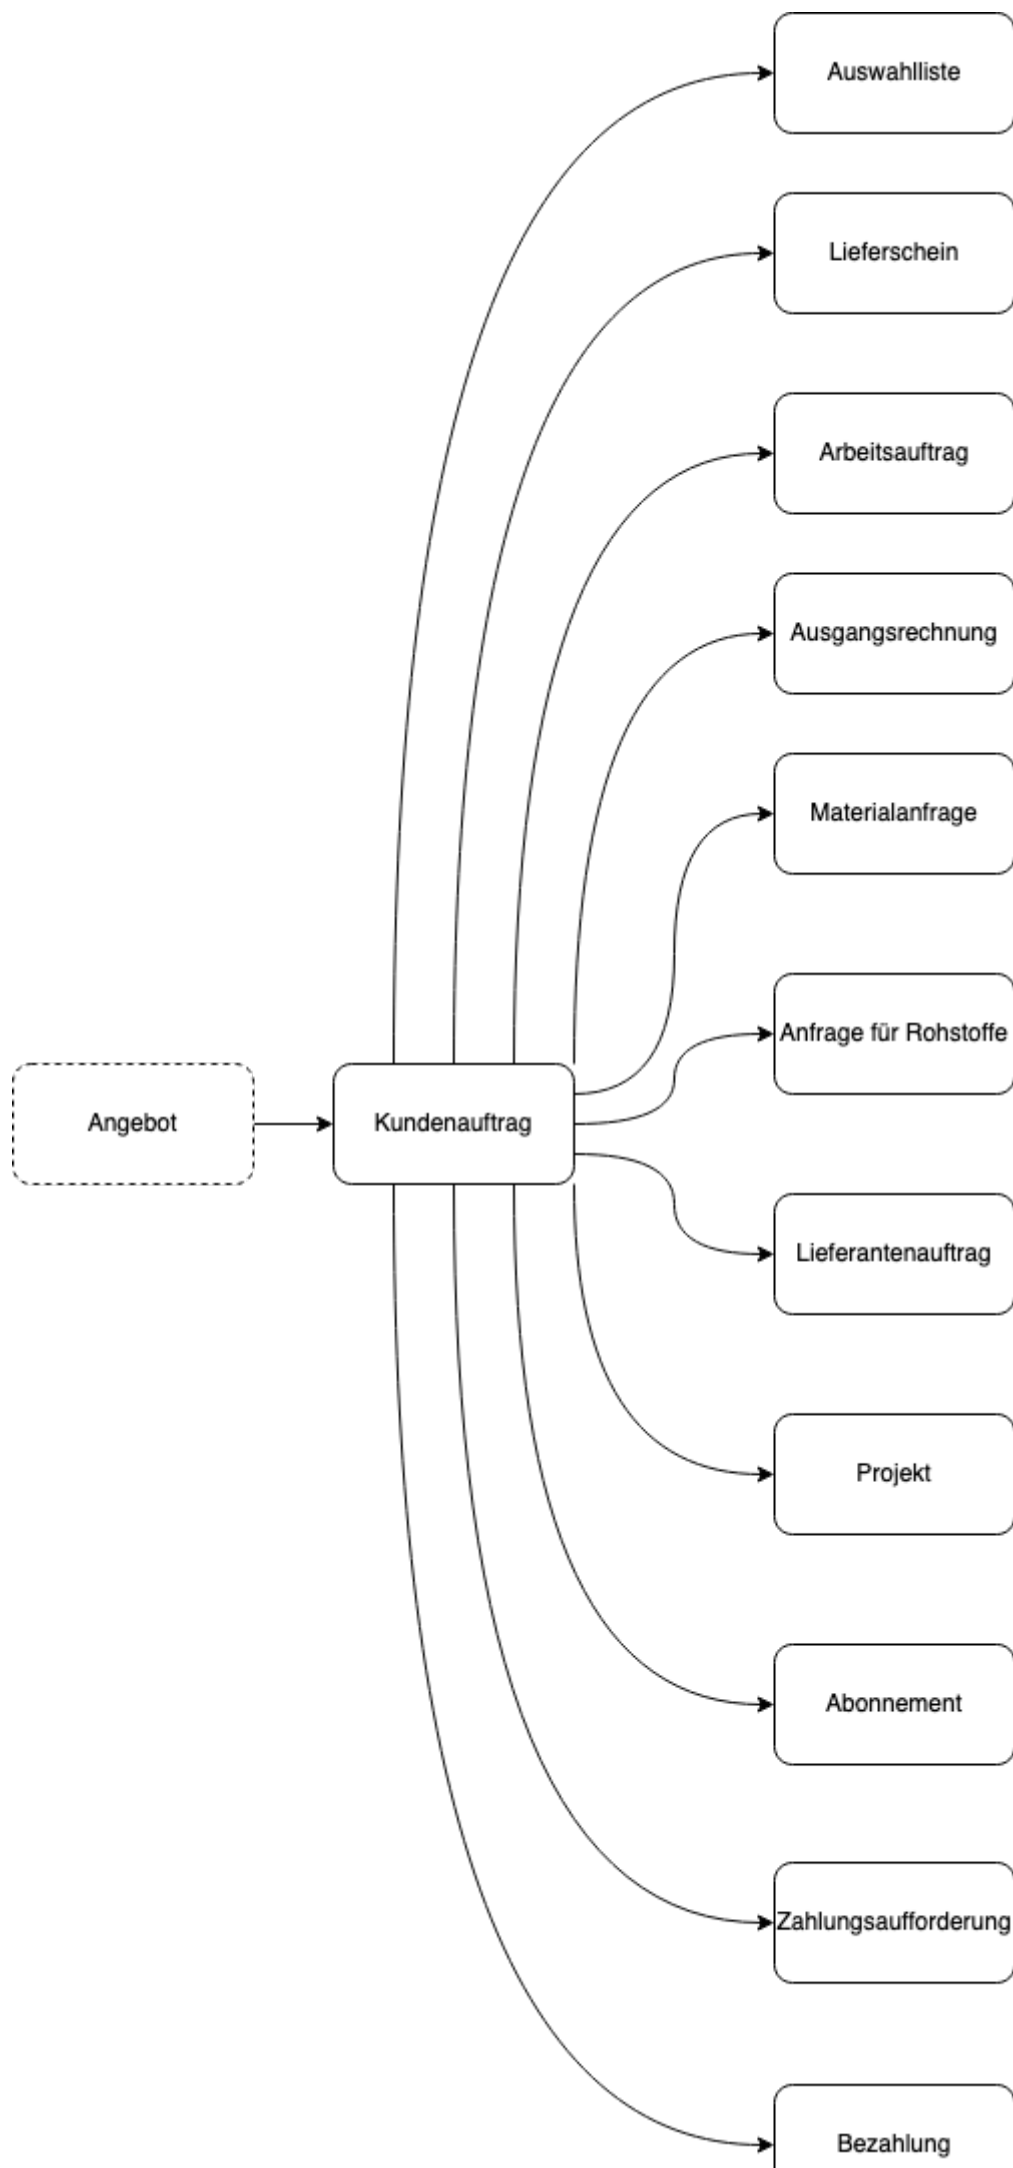 Auswahlliste
Lieferschein
Arbeitsauftrag
Ausgangsrechnung
Materialanfrage
Anfrage für Rohstoffe
Angebot
Kundenauftrag
Lieferantenauftrag
Projekt
Abonnement
Zahlungsaufforderung
Bezahlung